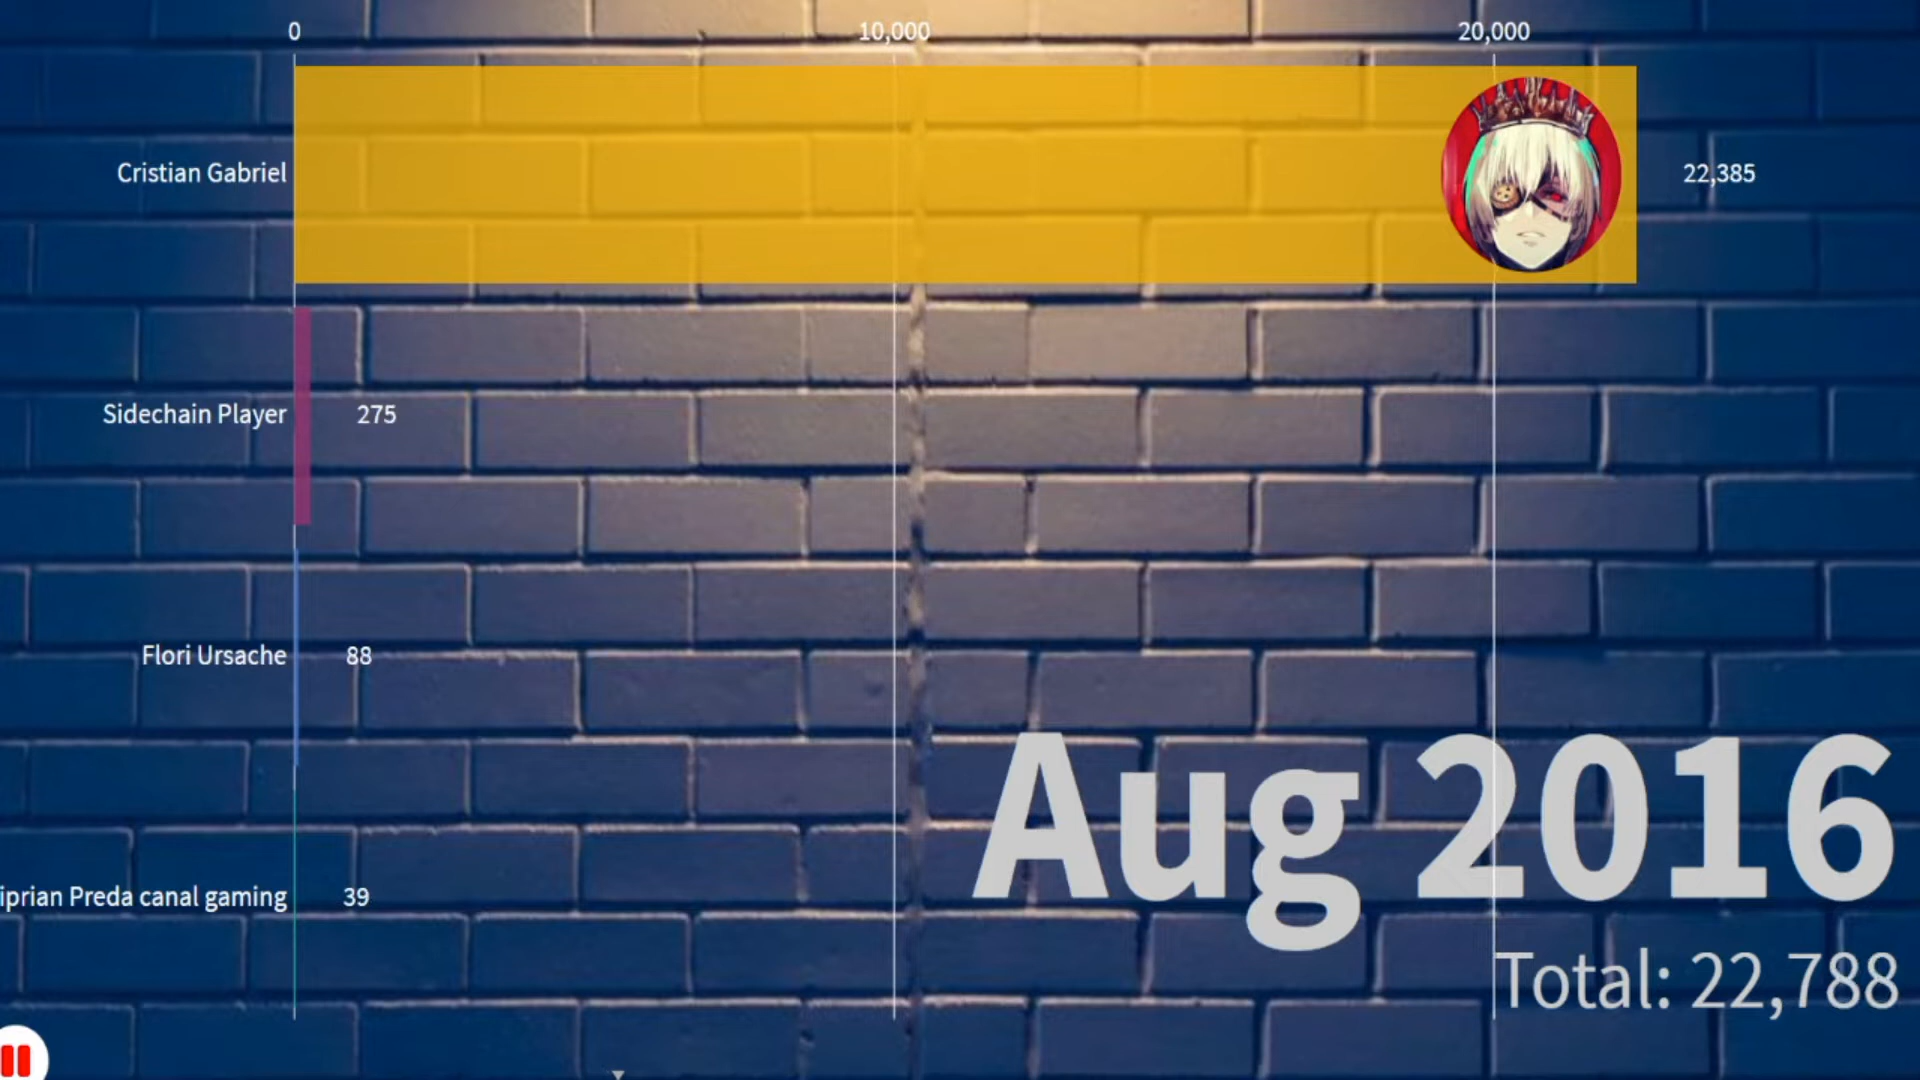 0 10,000 20,000
Cristian Gabriel 22,385
Sidechain Player 275
Flori Ursache 88
iprian Preda canal gaming 39
Aug 2016
Total: 22,788